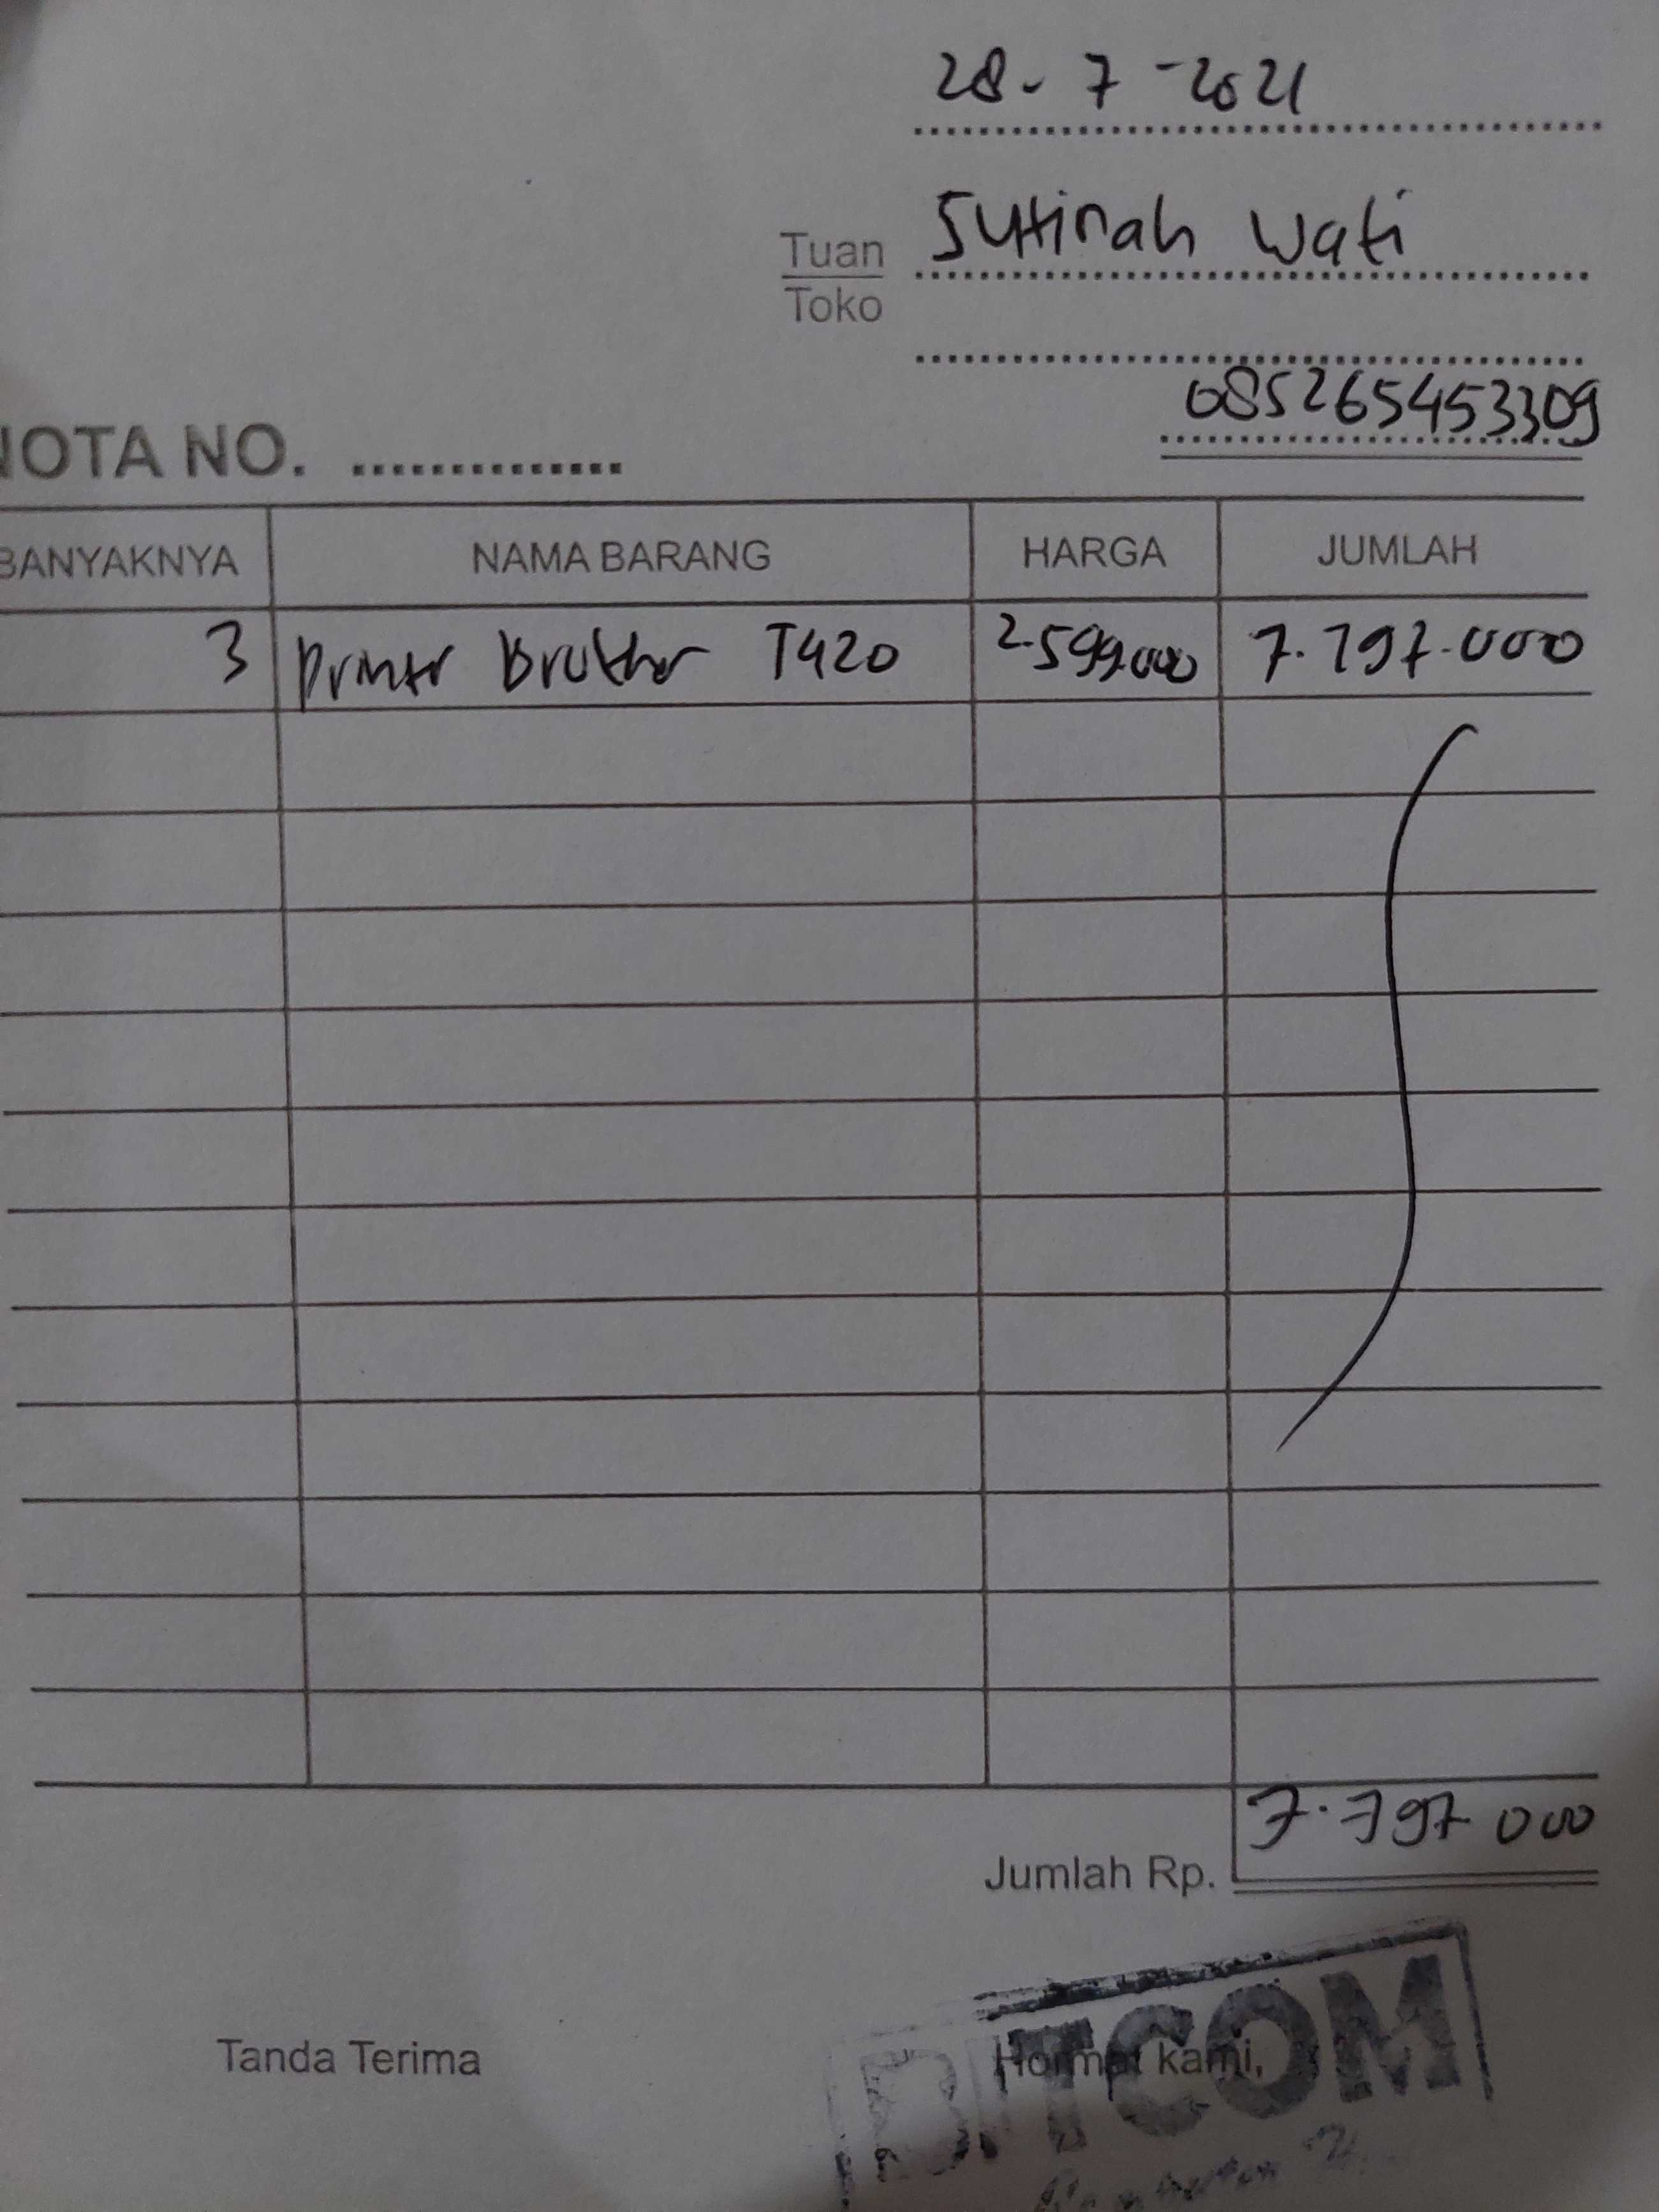 28-7-2021
Tuan Sutinah Wati
Toko
085265453309
NOTA NO. ..............
BANYAKNYA NAMA BARANG HARGA JUMLAH
3 Printer Brother T420 2.599.000 7.797.000
Jumlah Rp. 7.797.000
Tanda Terima Hormat kami,
BITCOM